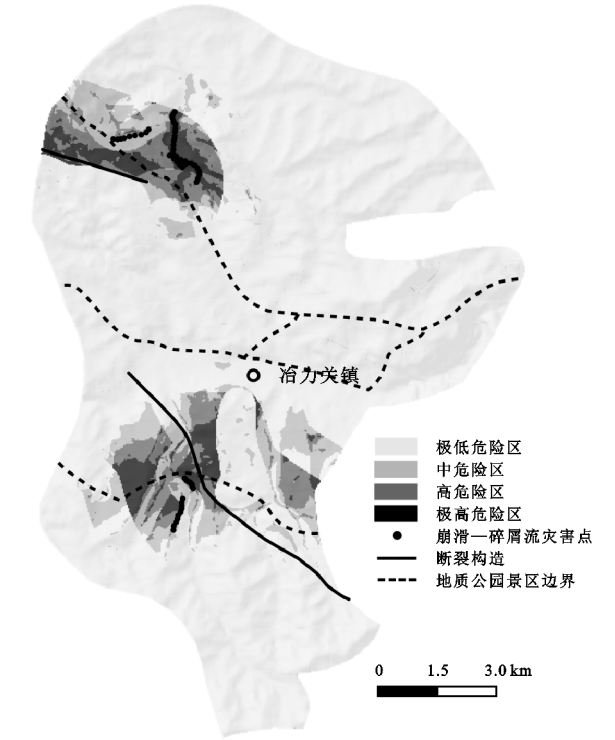 冶力关镇
极低危险区
中危险区
高危险区
极高危险区
崩滑—碎屑流灾害点
断裂构造
地质公园景区边界
0 1.5 3.0 km